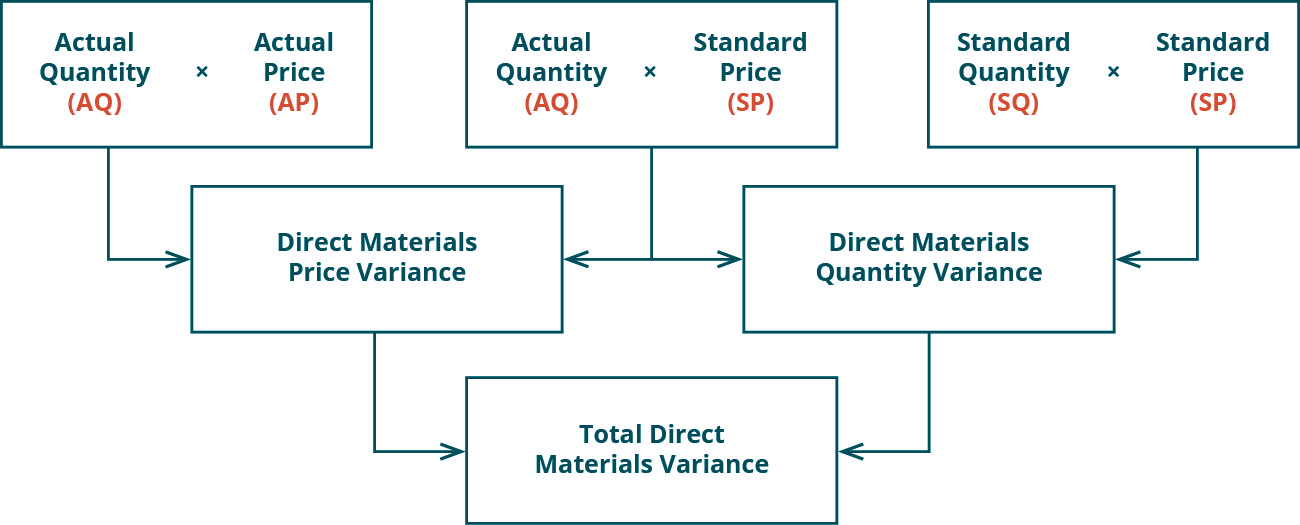 Actual Quantity (AQ) × Actual Price (AP)
Actual Quantity (AQ) × Standard Price (SP)
Standard Quantity (SQ) × Standard Price (SP)
Direct Materials
Price Variance
Direct Materials
Quantity Variance
Total Direct
Materials Variance